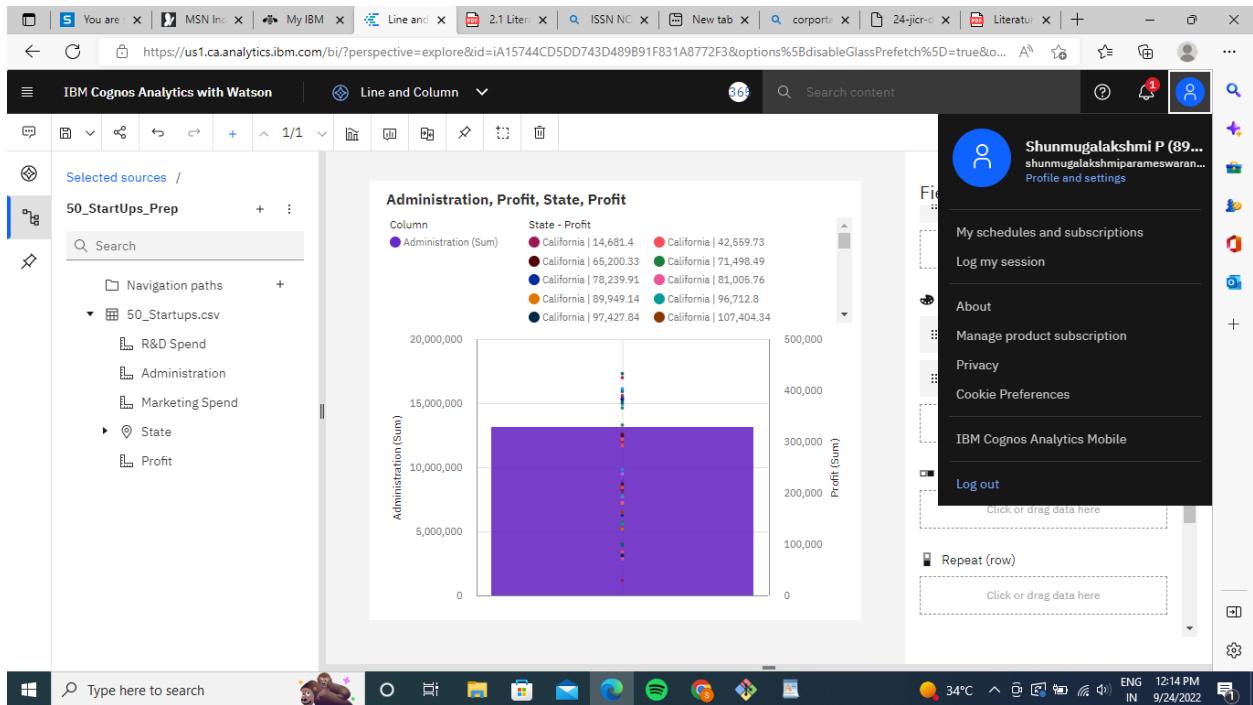 You are
MSN Inc
My IBM
Line and
2.1 Litera
ISSN NO
New tab
corporta
24-jicr-d
Literatur
https://us1.ca.analytics.ibm.com/bi/?perspective=explore&id=iA15744CD5DD743D489B91F831A8772F3&options%5BdisableGlassPrefetch%5D=true&o...
IBM Cognos Analytics with Watson
Line and Column
365
Search content
1
1/1
Selected sources /
50_StartUps_Prep
Search
Navigation paths
50_Startups.csv
R&D Spend
Administration
Marketing Spend
State
Profit
Administration, Profit, State, Profit
Column
State - Profit
Administration (Sum)
California | 14,681.4
California | 42,559.73
California | 65,200.33
California | 71,498.49
California | 78,239.91
California | 81,005.76
California | 89,949.14
California | 96,712.8
California | 97,427.84
California | 107,404.34
20,000,000
15,000,000
10,000,000
5,000,000
0
Administration (Sum)
500,000
400,000
300,000
200,000
100,000
0
Profit (Sum)
Fie
Shunmugalakshmi P (89...
shunmugalakshmiparameswaran...
Profile and settings
My schedules and subscriptions
Log my session
About
Manage product subscription
Privacy
Cookie Preferences
IBM Cognos Analytics Mobile
Log out
Click or drag data here
Repeat (row)
Click or drag data here
Type here to search
34°C
ENG
IN
12:14 PM
9/24/2022
1